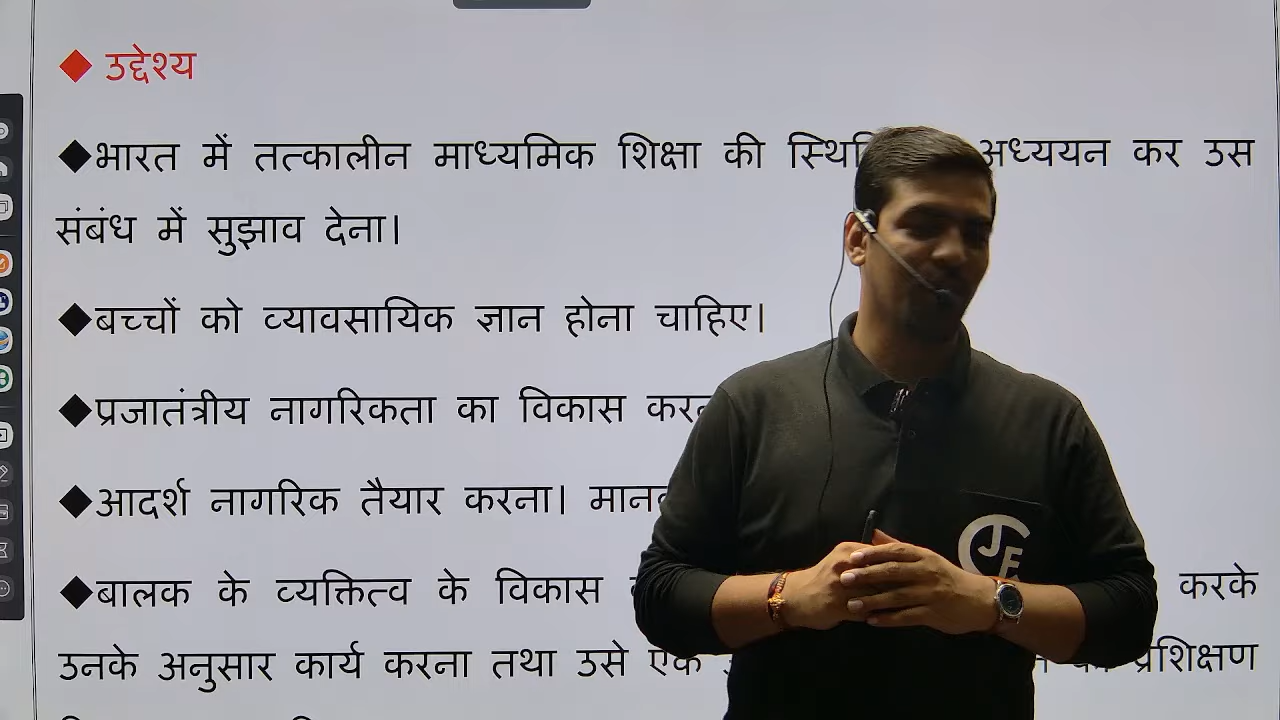 ◆ उद्देश्य
◆भारत में तत्कालीन माध्यमिक शिक्षा की अध्ययन कर उस
संबंध में सुझाव देना।
◆बच्चों को व्यावसायिक ज्ञान होना चाहिए।
◆प्रजातंत्रीय नागरिकता का विकास
◆आदर्श नागरिक तैयार करना।
◆बालक के व्यक्तित्व के विकास करके
उनके अनुसार कार्य करना तथा उसे एक प्रशिक्षण